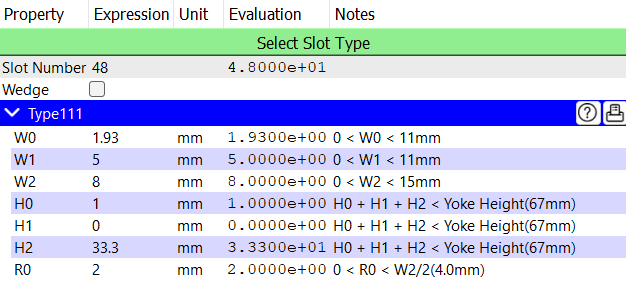 Property Expression Unit Evaluation Notes
Select Slot Type
Slot Number 48 4.8000e+01
Wedge
Type111 ?
W0 1.93 mm 1.9300e+00 0 < W0 < 11mm
W1 5 mm 5.0000e+00 0 < W1 < 11mm
W2 8 mm 8.0000e+00 0 < W2 < 15mm
H0 1 mm 1.0000e+00 H0 + H1 + H2 < Yoke Height(67mm)
H1 0 mm 0.0000e+00 H0 + H1 + H2 < Yoke Height(67mm)
H2 33.3 mm 3.3300e+01 H0 + H1 + H2 < Yoke Height(67mm)
R0 2 mm 2.0000e+00 0 < R0 < W2/2(4.0mm)